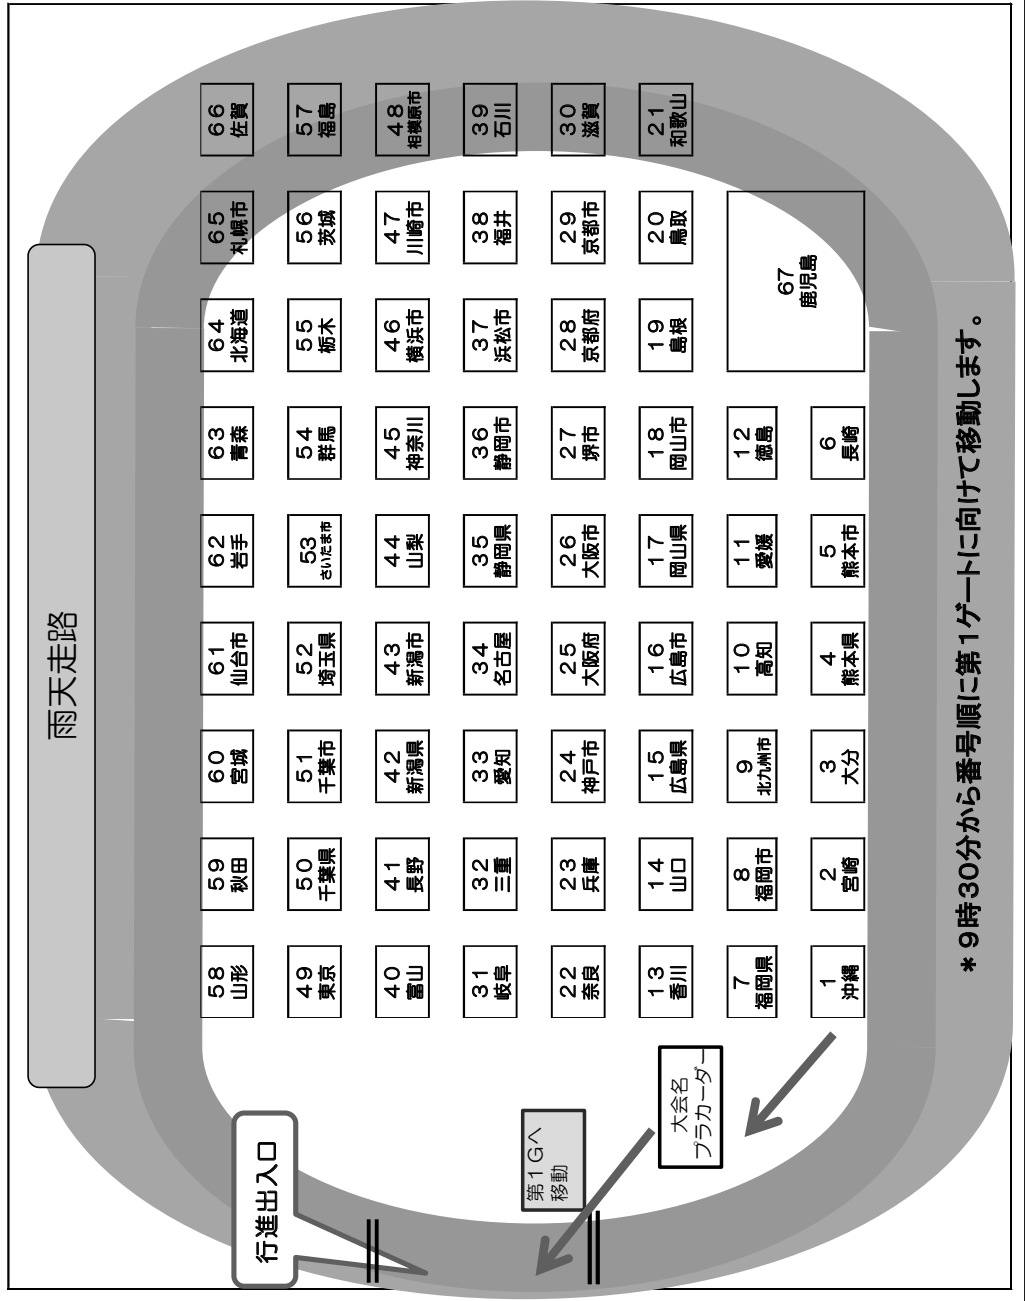 雨天走路
58
山形
59
秋田
60
宮城
61
仙台市
62
岩手
63
青森
64
北海道
65
札幌市
66
佐賀
行進出入口
49
東京
50
千葉県
51
千葉市
52
埼玉県
53
さいたま市
54
群馬
55
栃木
56
茨城
57
福島
40
富山
41
長野
42
新潟県
43
新潟市
44
山梨
45
神奈川
46
横浜市
47
川崎市
48
相模原市
31
岐阜
32
三重
33
愛知
34
名古屋
35
静岡県
36
静岡市
37
浜松市
38
福井
39
石川
第1Gへ
移動
22
奈良
23
兵庫
24
神戸市
25
大阪府
26
大阪市
27
堺市
28
京都府
29
京都市
30
滋賀
13
香川
14
山口
15
広島県
16
広島市
17
岡山県
18
岡山市
19
島根
20
鳥取
21
和歌山
大会名
プラカーダー
7
福岡県
8
福岡市
9
北九州市
10
高知
11
愛媛
12
徳島
67
鹿児島
1
沖縄
2
宮崎
3
大分
4
熊本県
5
熊本市
6
長崎
＊9時30分から番号順に第1ゲートに向けて移動します。